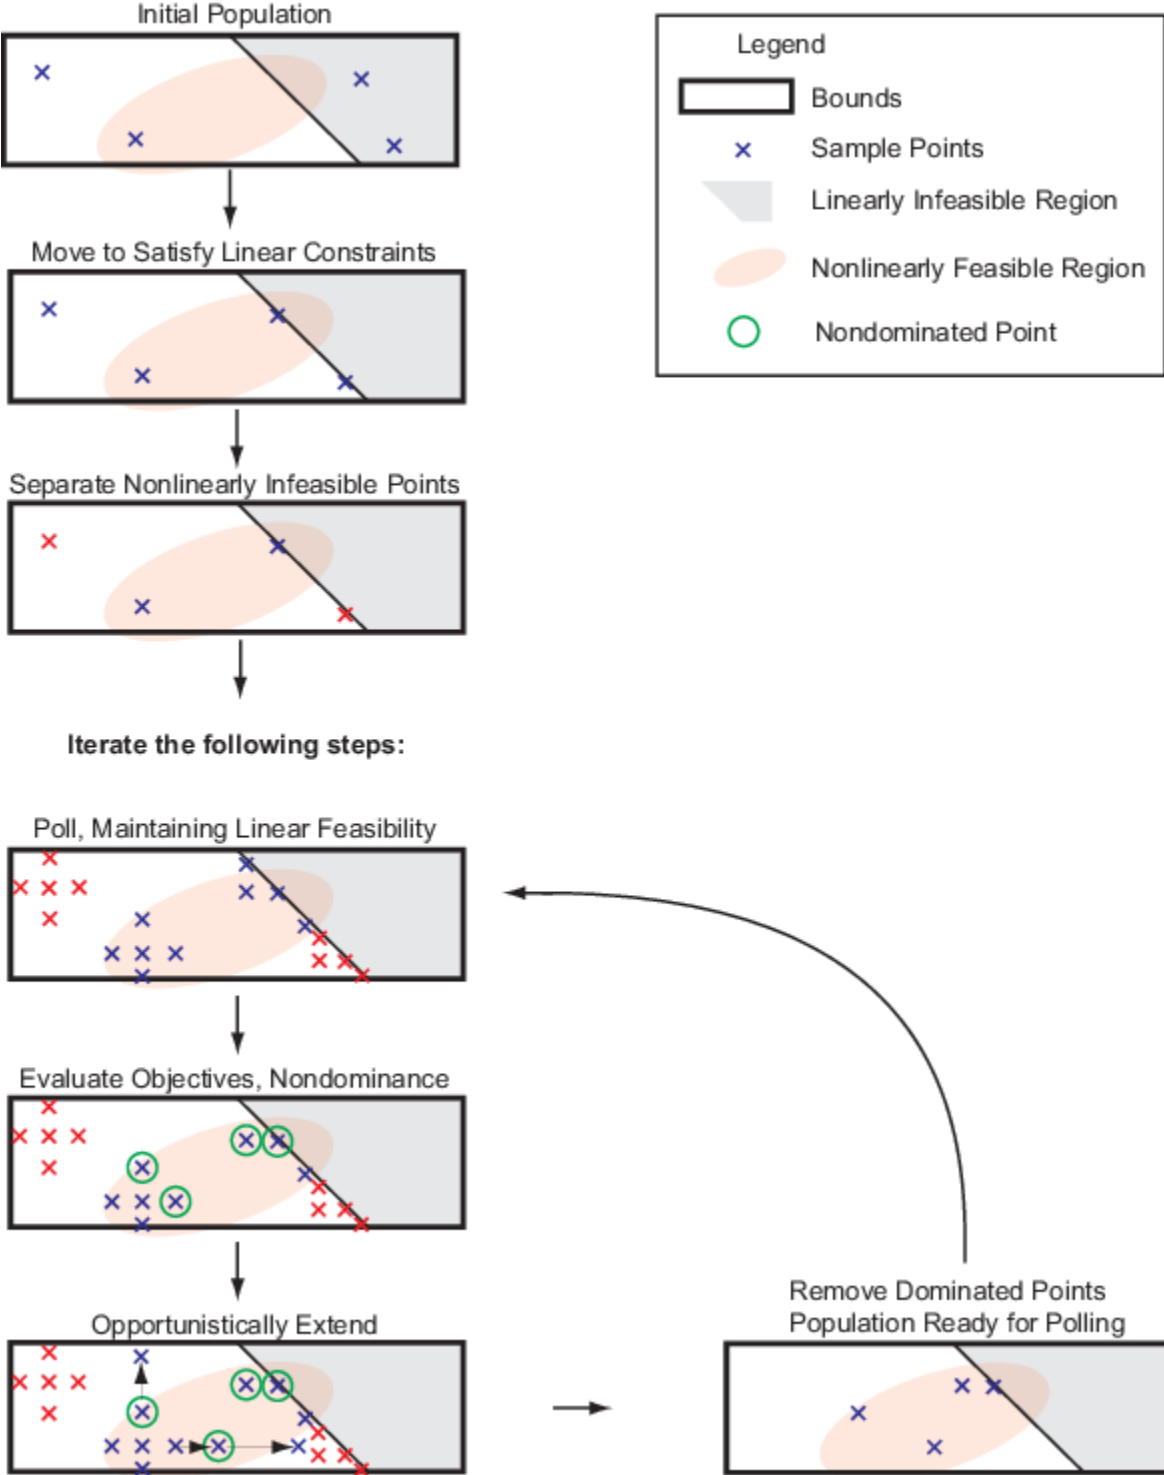 Initial Population
Legend
Bounds
Sample Points
Linearly Infeasible Region
Nonlinearly Feasible Region
Nondominated Point
Move to Satisfy Linear Constraints
Separate Nonlinearly Infeasible Points
Iterate the following steps:
Poll, Maintaining Linear Feasibility
Evaluate Objectives, Nondominance
Opportunistically Extend
Remove Dominated Points
Population Ready for Polling